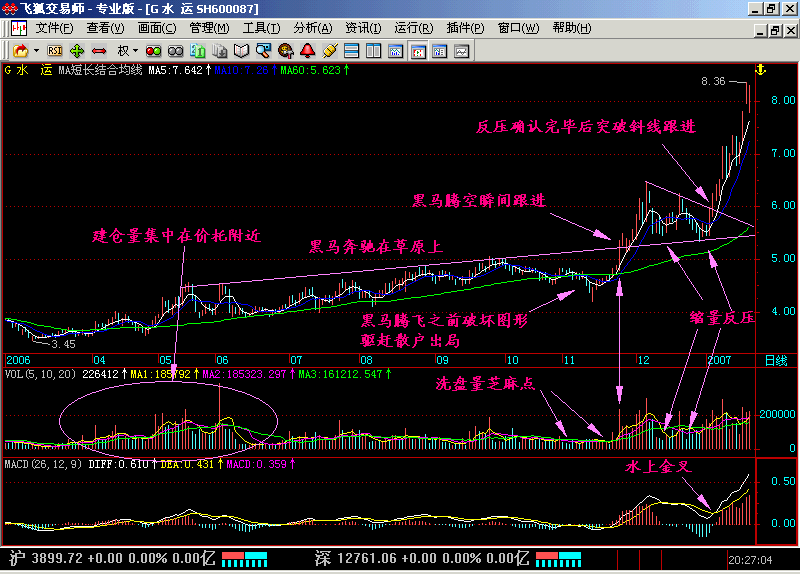 飞狐交易师 - 专业版 - [G 水 运 SH600087]
文件(F) 查看(V) 画面(C) 管理(M) 工具(T) 分析(A) 资讯(I) 运行(R) 插件(P) 窗口(W) 帮助(H)
RSI 权
G 水 运 MA短长结合均线 MA5:7.642↑ MA10:7.26↑ MA60:5.623↑
8.36
8.00
反压确认完毕后突破斜线跟进
7.00
黑马腾空瞬间跟进
6.00
建仓量集中在价托附近
黑马奔驰在草原上
5.00
黑马腾飞之前破坏图形
驱赶散户出局
缩量反压
4.00
3.45
2006 04 05 06 07 08 09 10 11 12 2007 日线
VOL(5,10,20) 226412↑ MA1:185792↑ MA2:185323.297↑ MA3:161212.547↑
洗盘量芝麻点
200000
0
MACD(26,12,9) DIFF:0.610↑ DEA:0.431↑ MACD:0.359↑
水上金叉
0.50
0.00
沪 3899.72 +0.00 0.00% 0.00亿 深 12761.06 +0.00 0.00% 0.00亿 20:27:04